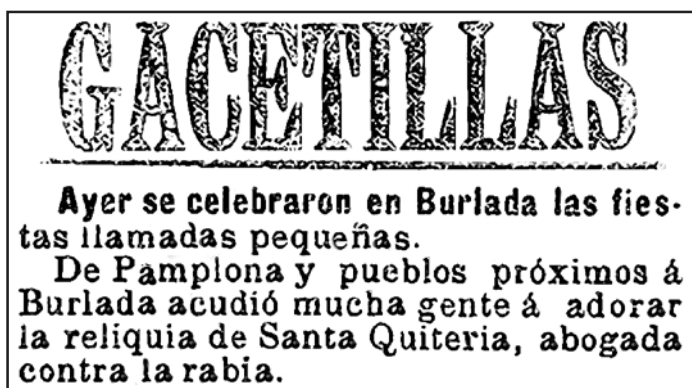 GACETILLAS
Ayer se celebraron en Burlada las fies-
tas llamadas pequeñas.
De Pamplona y pueblos próximos á
Burlada acudió mucha gente á adorar
la reliquia de Santa Quiteria, abogada
contra la rabia.